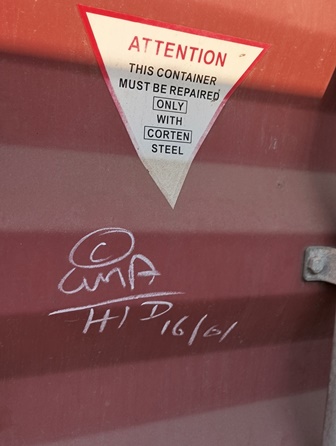 ATTENTION
THIS CONTAINER
MUST BE REPAIRED
ONLY
WITH
CORTEN
STEEL
C
CMA
HID 16/01